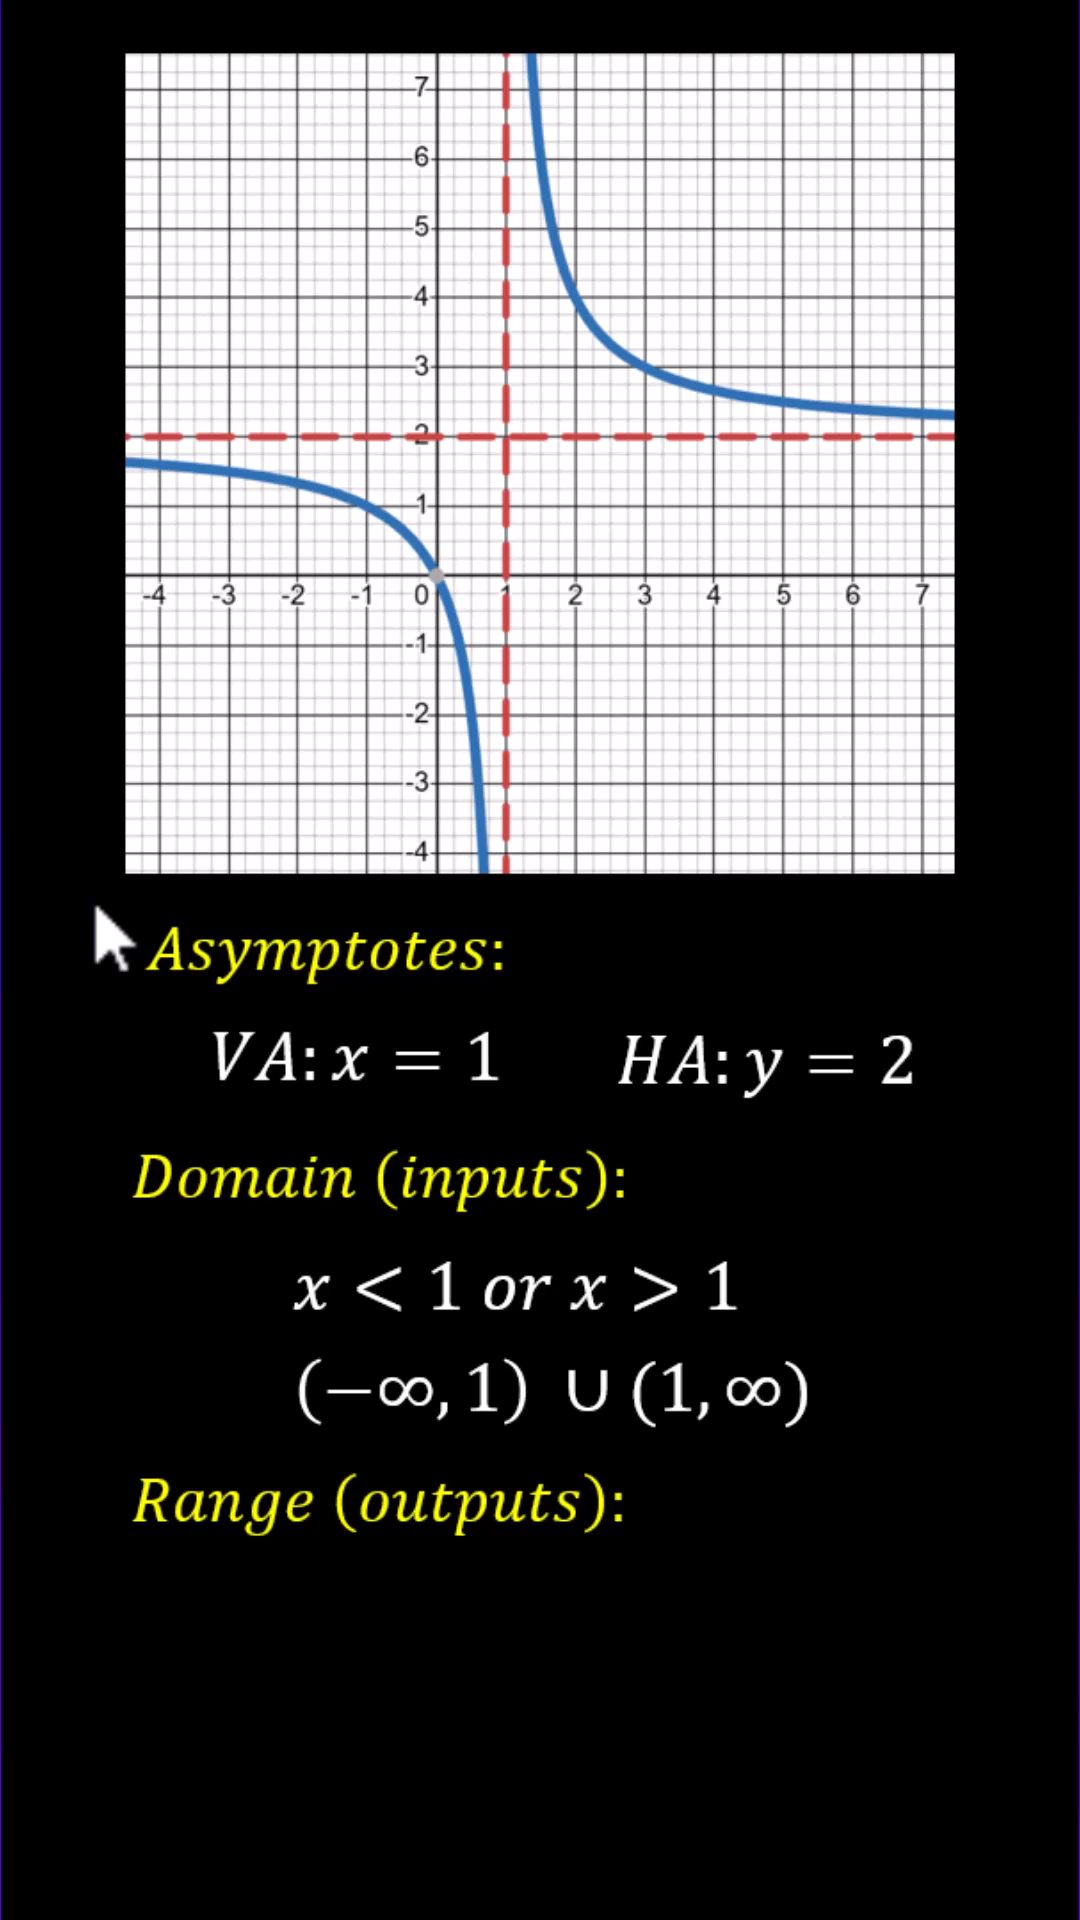 7
6
5
4
3
2
1
-4 -3 -2 -1 0 1 2 3 4 5 6 7
-1
-2
-3
-4
Asymptotes:
VA: x = 1 HA: y = 2
Domain (inputs):
x < 1 or x > 1
(−∞, 1) ∪ (1, ∞)
Range (outputs):